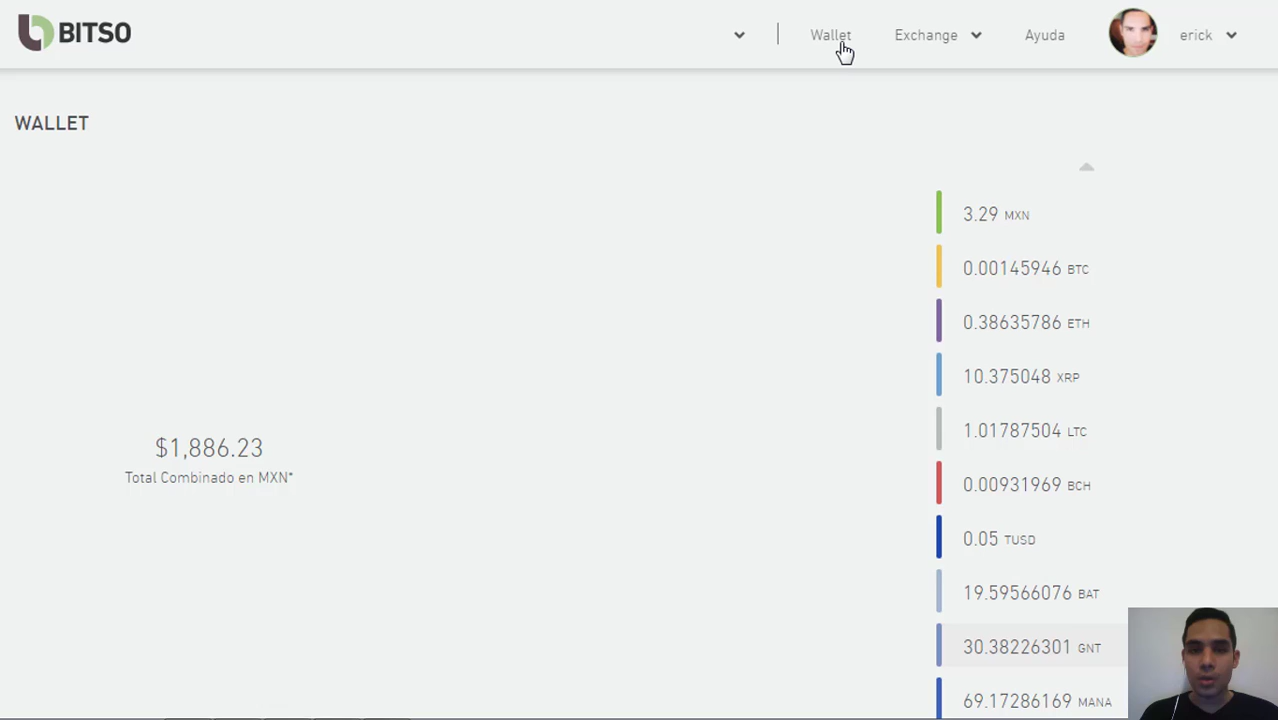 BITSO
Wallet
Exchange
Ayuda
erick
WALLET
3.29 MXN
0.00145946 BTC
0.38635786 ETH
10.375048 XRP
1.01787504 LTC
$1,886.23
Total Combinado en MXN*
0.00931969 BCH
0.05 TUSD
19.59566076 BAT
30.38226301 GNT
69.17286169 MANA